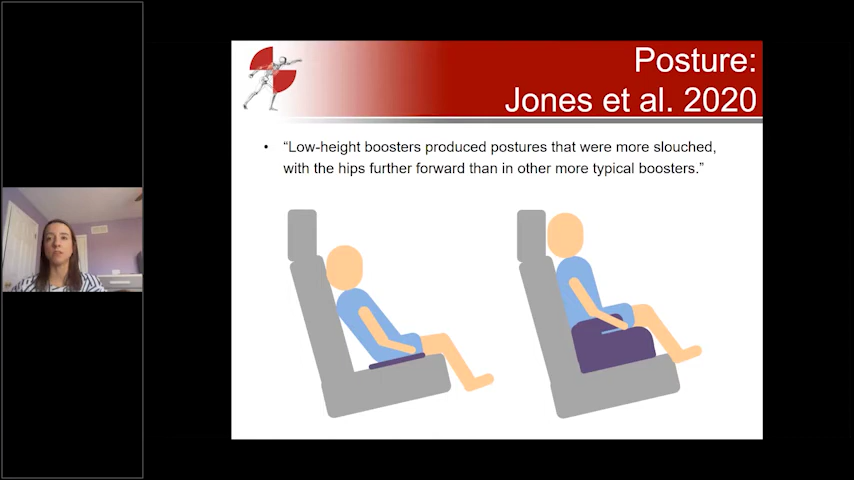 Posture:
Jones et al. 2020
• “Low-height boosters produced postures that were more slouched,
with the hips further forward than in other more typical boosters.”